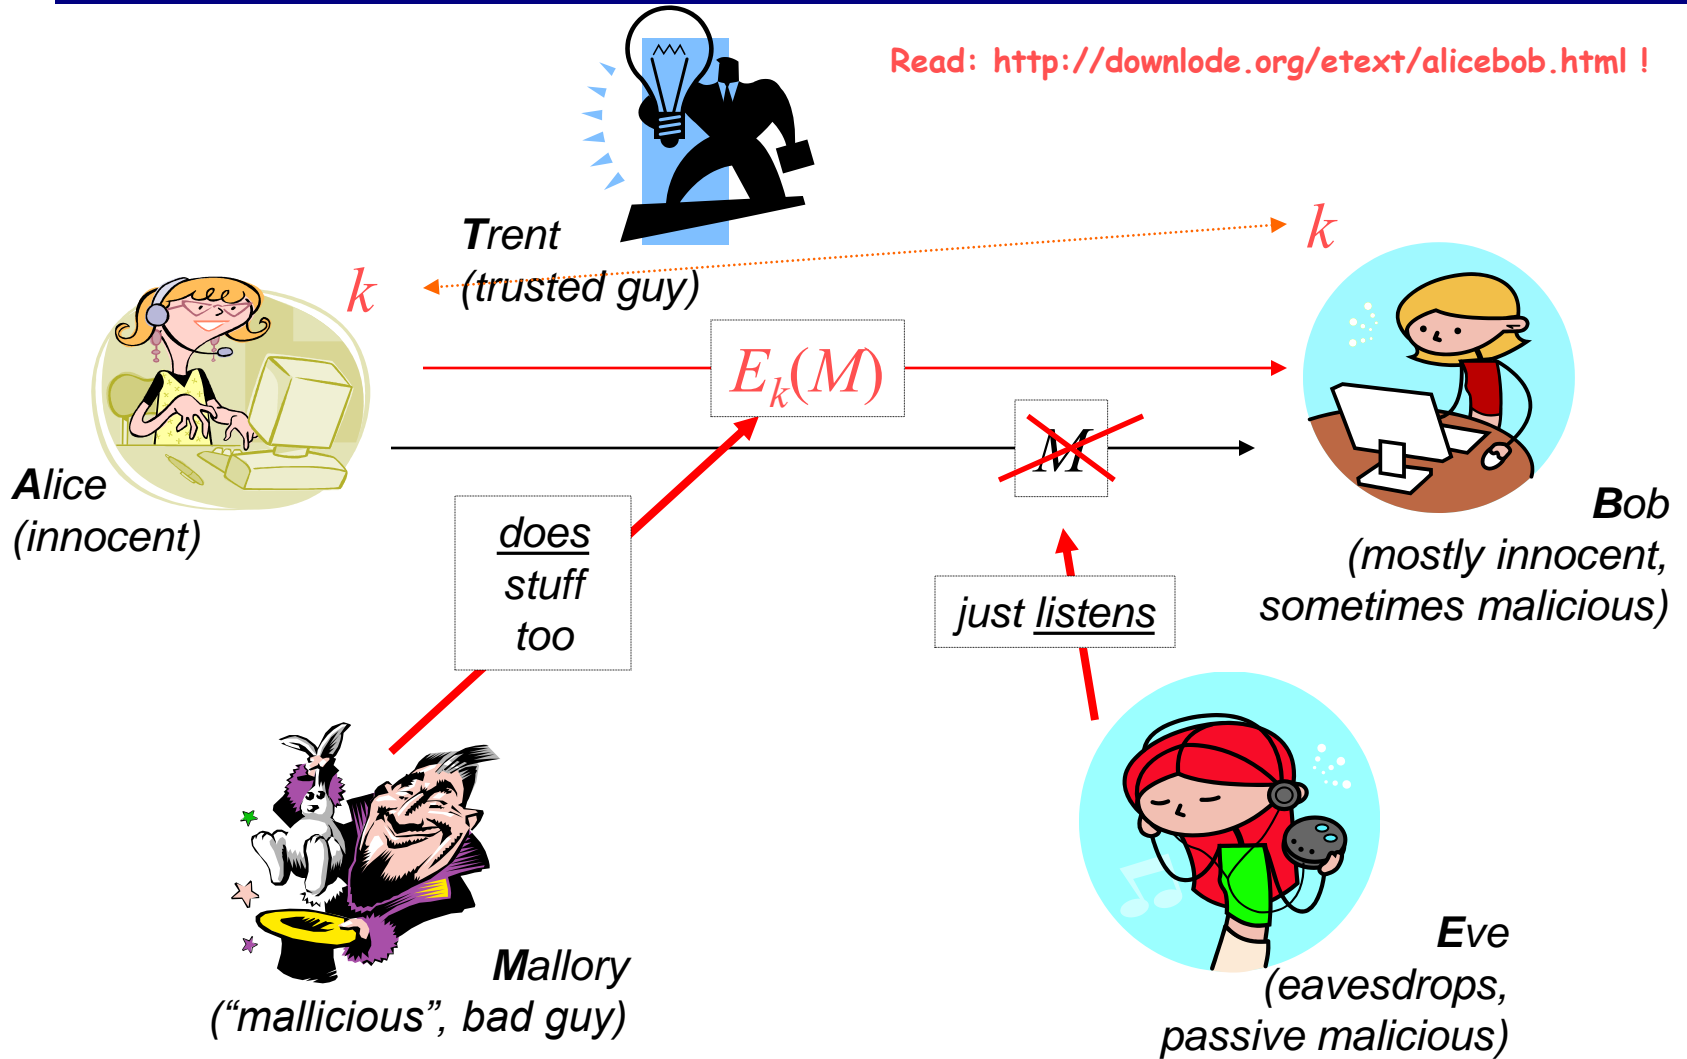 Read: http://downlode.org/etext/alicebob.html !
Trent
(trusted guy)
k
k
E_k(M)
M
Alice
(innocent)
does
stuff
too
just listens
Bob
(mostly innocent,
sometimes malicious)
Mallory
(“mallicious”, bad guy)
Eve
(eavesdrops,
passive malicious)